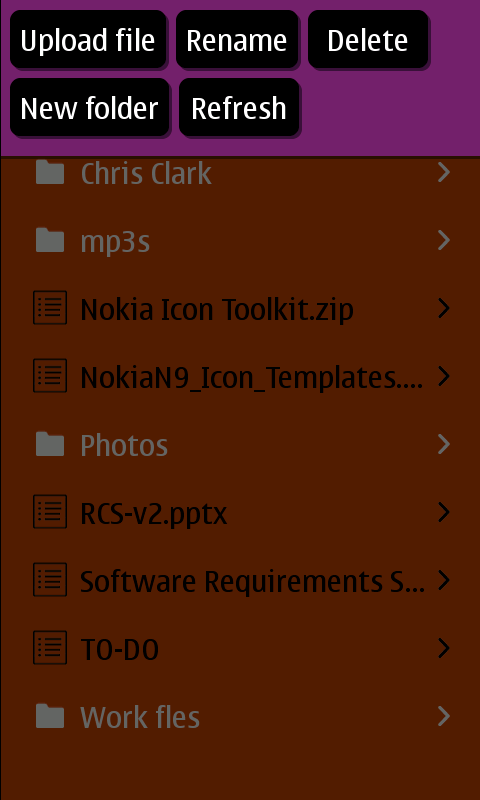 Upload file Rename Delete
New folder Refresh
Chris Clark
mp3s
Nokia Icon Toolkit.zip
NokiaN9_Icon_Templates....
Photos
RCS-v2.pptx
Software Requirements S...
TO-DO
Work fles